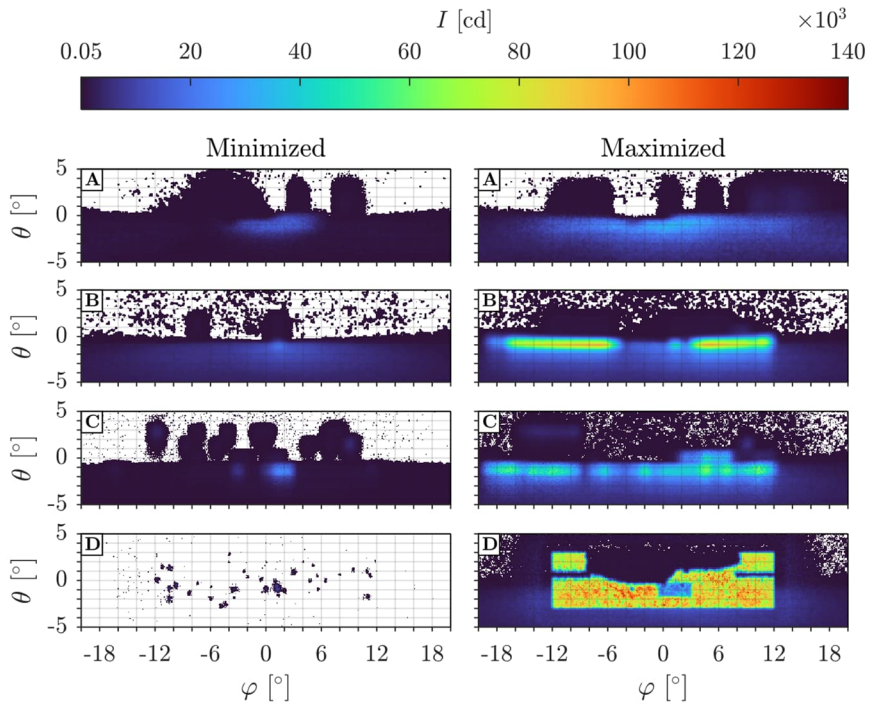 I [cd]
×10³
0.05 20 40 60 80 100 120 140
Minimized Maximized
5 A A
θ [°] 0
-5
5 B B
θ [°] 0
-5
5 C C
θ [°] 0
-5
5 D D
θ [°] 0
-5
-18 -12 -6 0 6 12 18 -18 -12 -6 0 6 12 18
φ [°] φ [°]